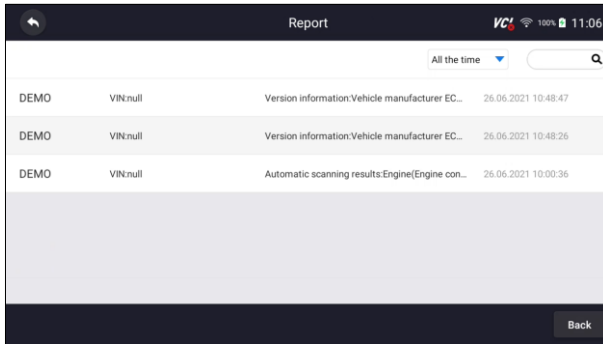 Report VCI 100% 11:06
All the time
DEMO VIN:null Version information:Vehicle manufacturer EC... 26.06.2021 10:48:47
DEMO VIN:null Version information:Vehicle manufacturer EC... 26.06.2021 10:48:26
DEMO VIN:null Automatic scanning results:Engine(Engine con... 26.06.2021 10:00:36
Back